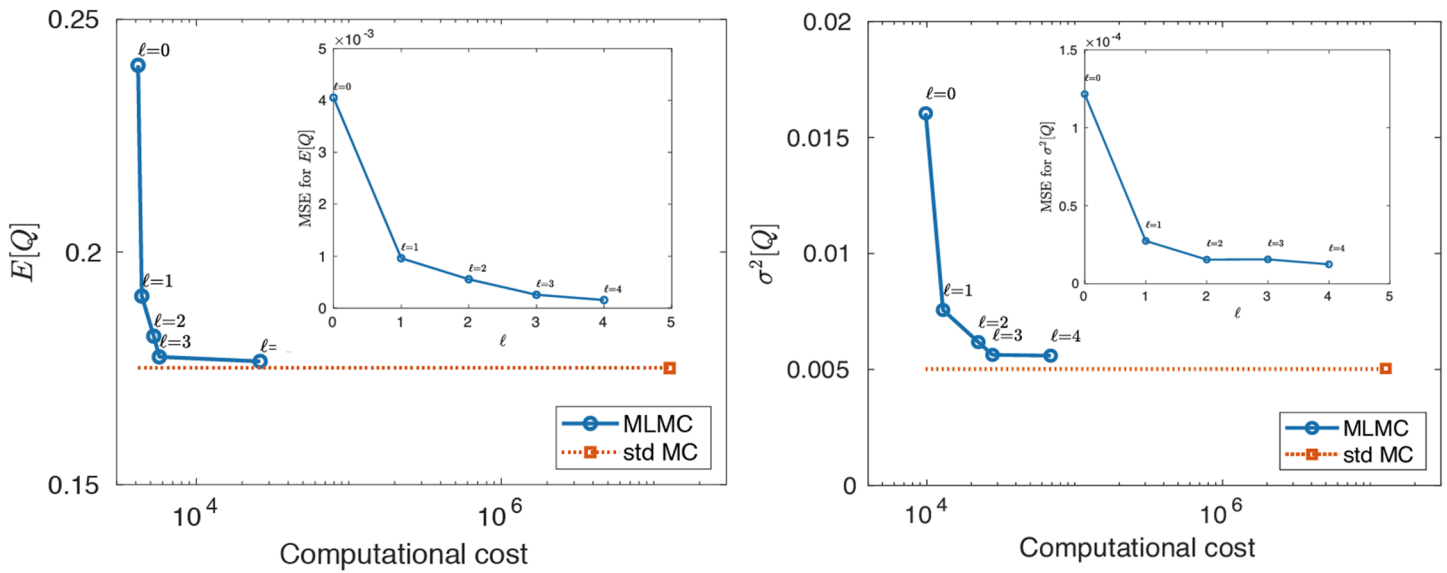 0.25
0.2
0.15
E[Q]
10^4
10^6
Computational cost
ℓ=0
ℓ=1
ℓ=2
ℓ=3
ℓ=
MLMC
std MC
×10^-3
5
4
3
2
1
0
MSE for E[Q]
0 1 2 3 4 5
ℓ
ℓ=0
ℓ=1
ℓ=2
ℓ=3
ℓ=4
0.02
0.015
0.01
0.005
0
σ²[Q]
10^4
10^6
Computational cost
ℓ=0
ℓ=1
ℓ=2
ℓ=3
ℓ=4
MLMC
std MC
×10^-4
1.5
1
0.5
0
MSE for σ²[Q]
0 1 2 3 4 5
ℓ
ℓ=0
ℓ=1
ℓ=2
ℓ=3
ℓ=4